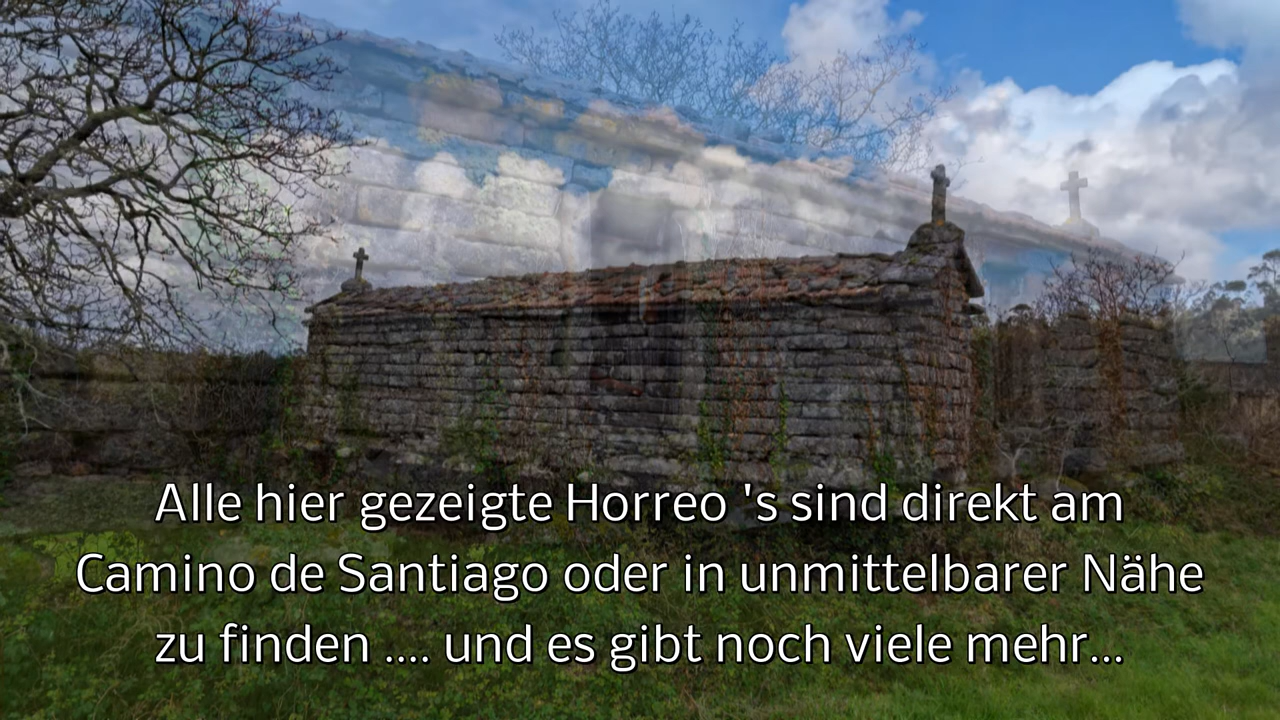 Alle hier gezeigte Horreo 's sind direkt am
Camino de Santiago oder in unmittelbarer Nähe
zu finden .... und es gibt noch viele mehr...